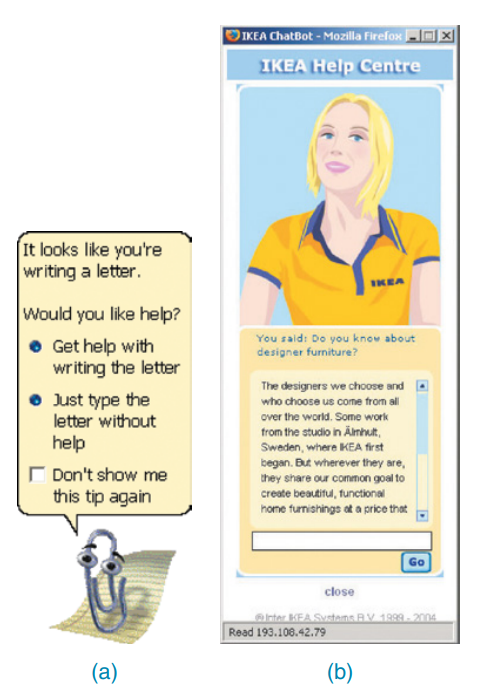 It looks like you're
writing a letter.
Would you like help?
Get help with
writing the letter
Just type the
letter without
help
Don't show me
this tip again
(a)
IKEA ChatBot - Mozilla Firefox
IKEA Help Centre
IKEA
You said: Do you know about
designer furniture?
The designers we choose and
who choose us come from all
over the world. Some work
from the studio in Älmhult,
Sweden, where IKEA first
began. But wherever they are,
they share our common goal to
create beautiful, functional
home furnishings at a price that
Go
close
© Inter IKEA Systems B.V. 1999 - 2004
Read 193.108.42.79
(b)